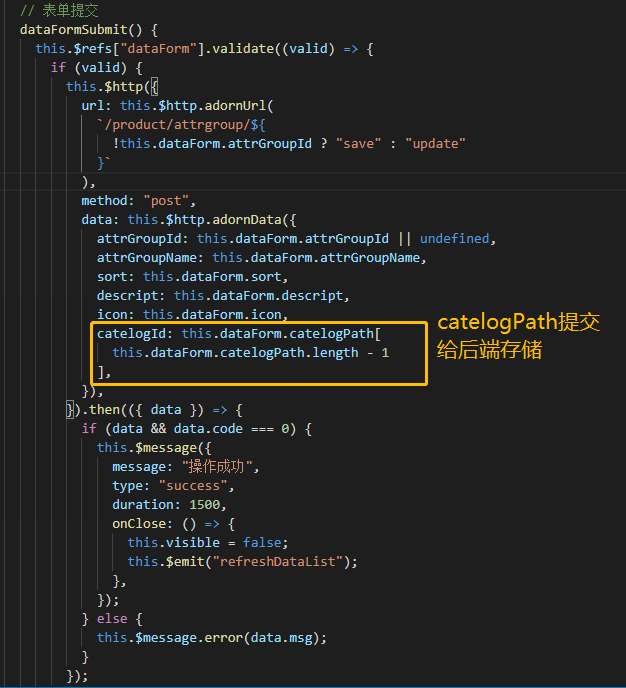 // 表单提交
dataFormSubmit() {
this.$refs["dataForm"].validate((valid) => {
if (valid) {
this.$http({
url: this.$http.adornUrl(
`/product/attrgroup/${
!this.dataForm.attrGroupId ? "save" : "update"
}`
),
method: "post",
data: this.$http.adornData({
attrGroupId: this.dataForm.attrGroupId || undefined,
attrGroupName: this.dataForm.attrGroupName,
sort: this.dataForm.sort,
descript: this.dataForm.descript,
icon: this.dataForm.icon,
catelogId: this.dataForm.catelogPath[
this.dataForm.catelogPath.length - 1
],
catelogPath提交
给后端存储
}),
}).then(({ data }) => {
if (data && data.code === 0) {
this.$message({
message: "操作成功",
type: "success",
duration: 1500,
onClose: () => {
this.visible = false;
this.$emit("refreshDataList");
},
});
} else {
this.$message.error(data.msg);
}
});